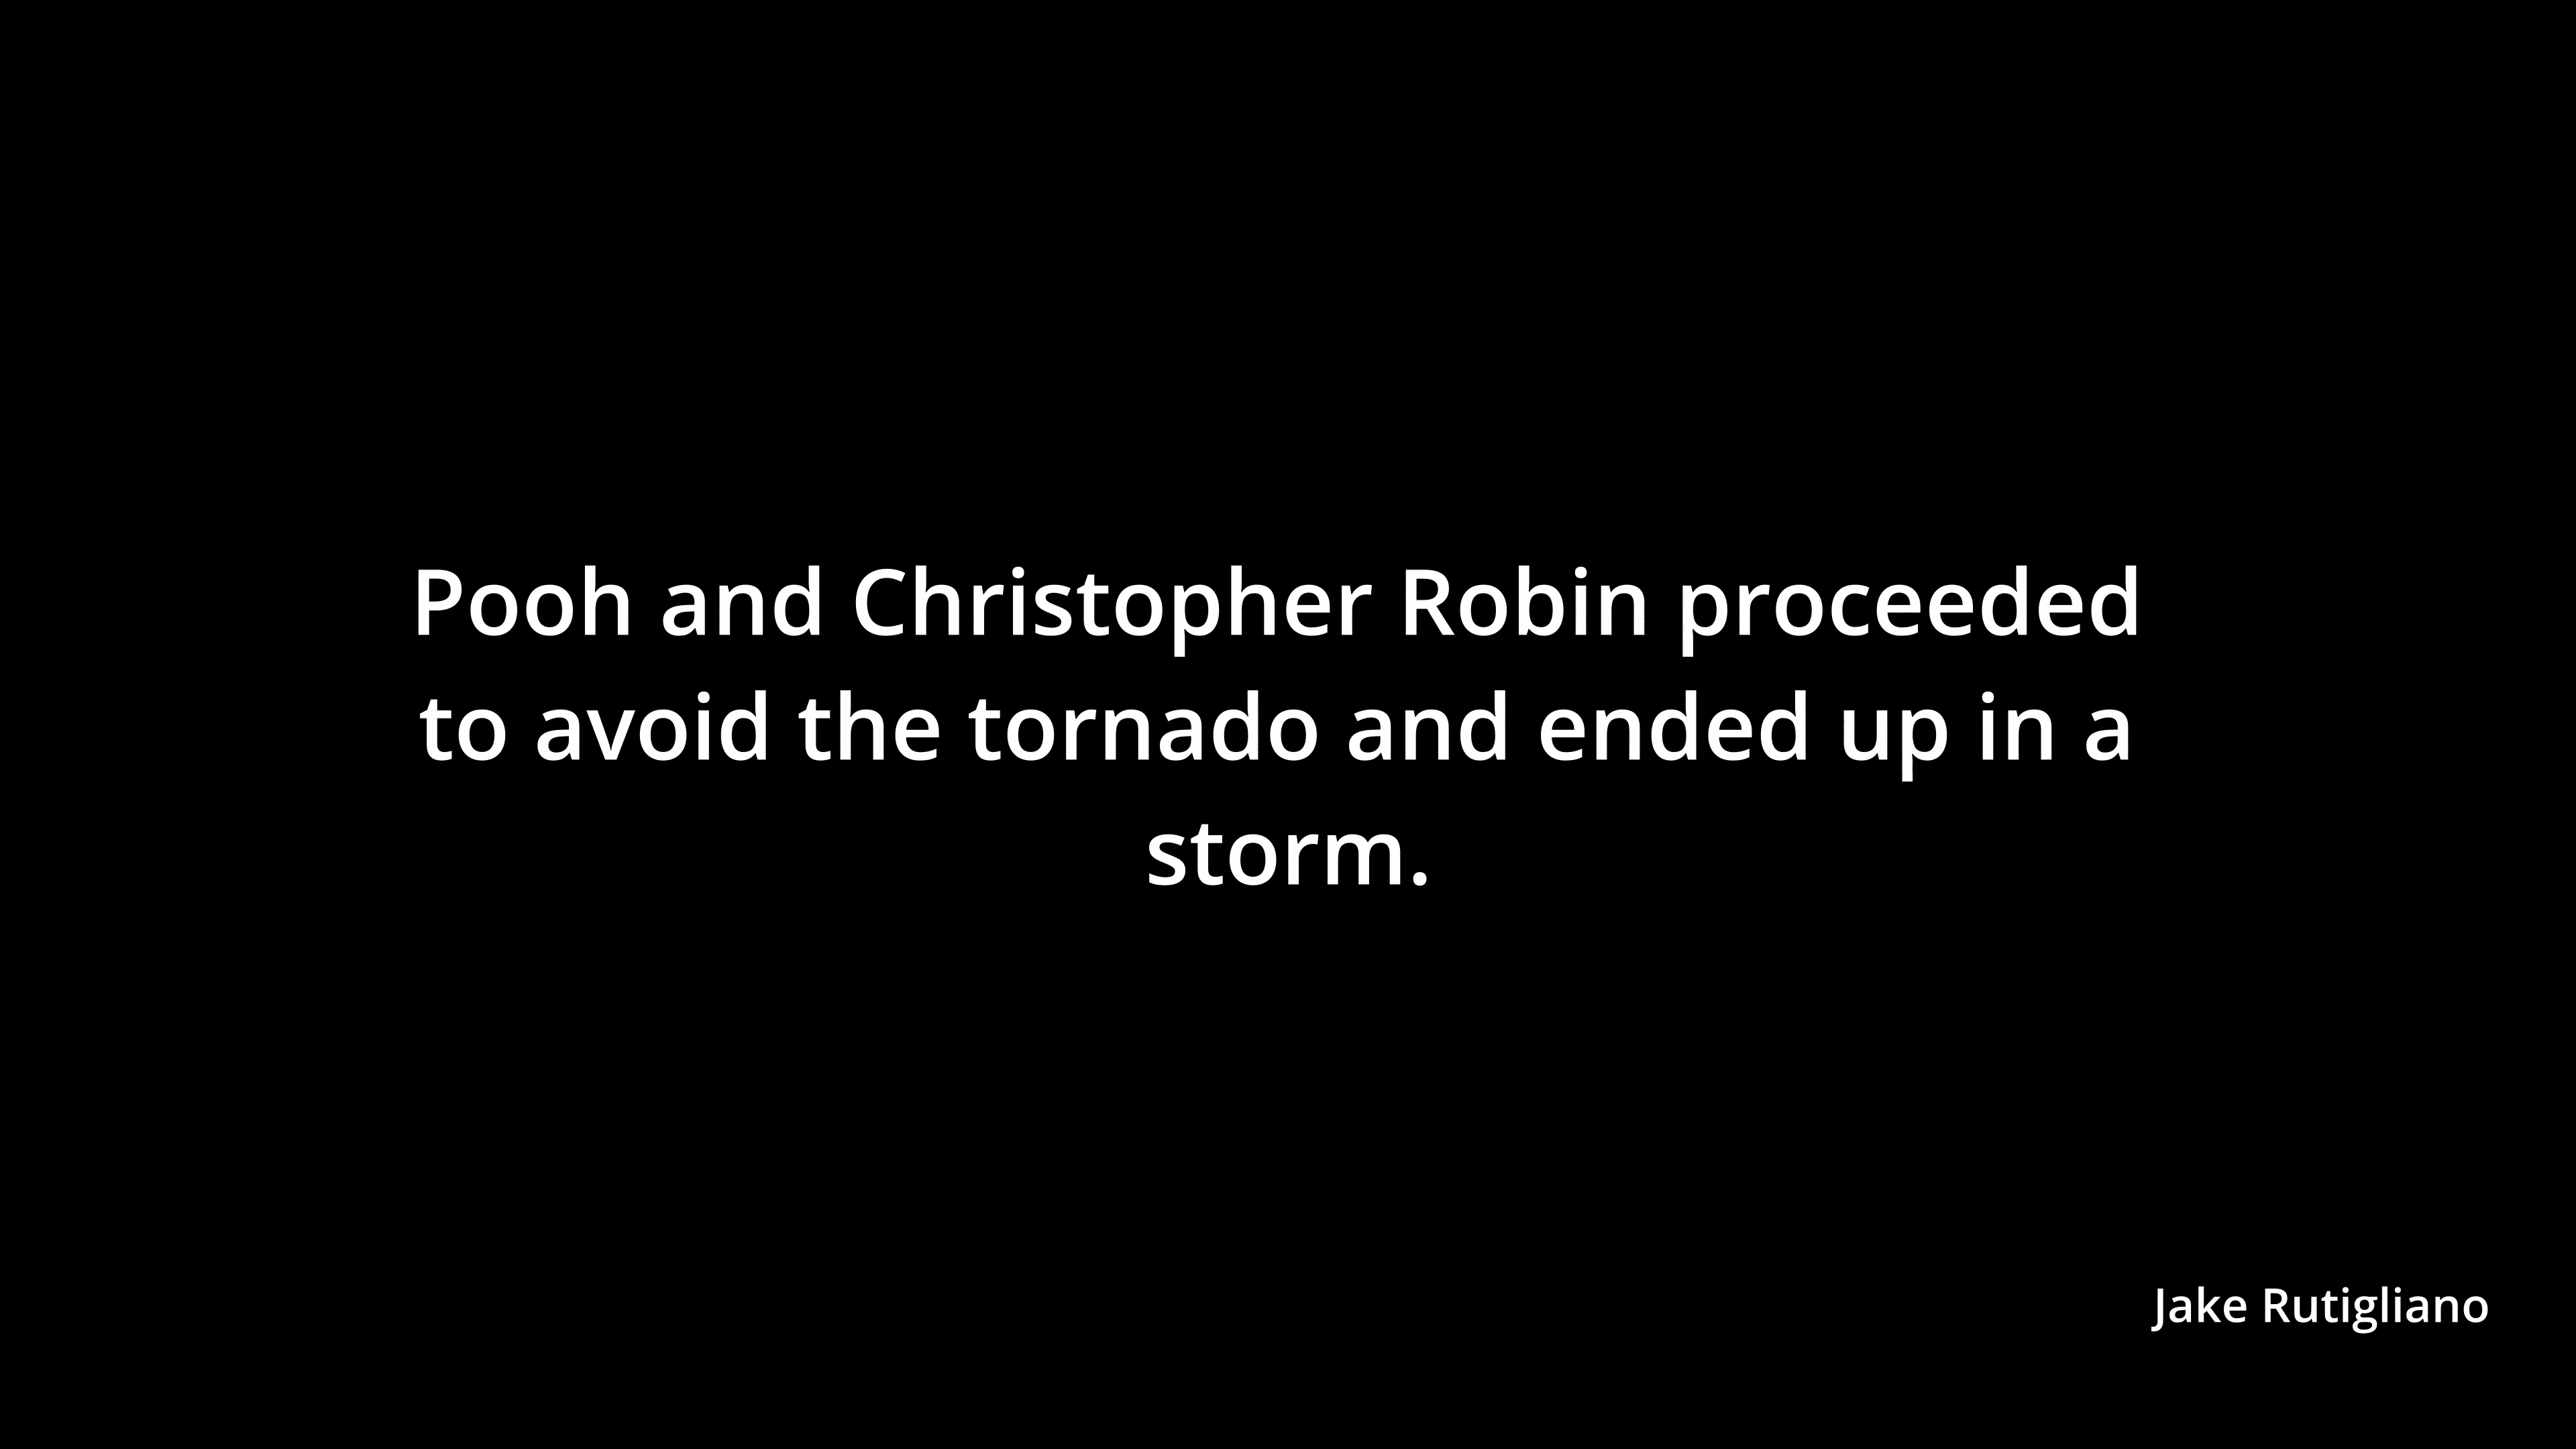 Pooh and Christopher Robin proceeded
to avoid the tornado and ended up in a
storm.
Jake Rutigliano